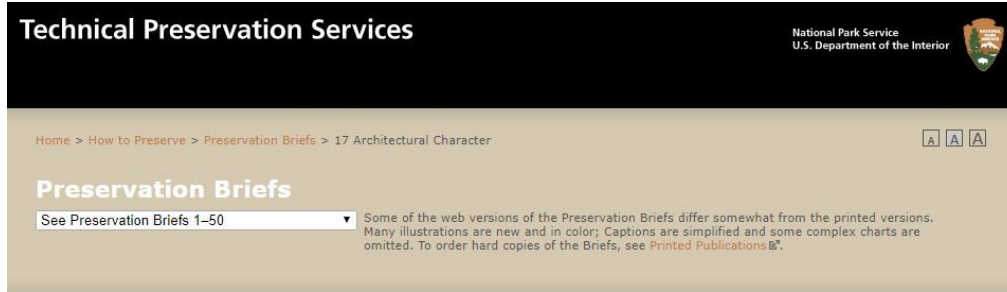 Technical Preservation Services
National Park Service
U.S. Department of the Interior
Home > How to Preserve > Preservation Briefs > 17 Architectural Character
A A A
Preservation Briefs
See Preservation Briefs 1–50
Some of the web versions of the Preservation Briefs differ somewhat from the printed versions.
Many illustrations are new and in color; Captions are simplified and some complex charts are
omitted. To order hard copies of the Briefs, see Printed Publications.